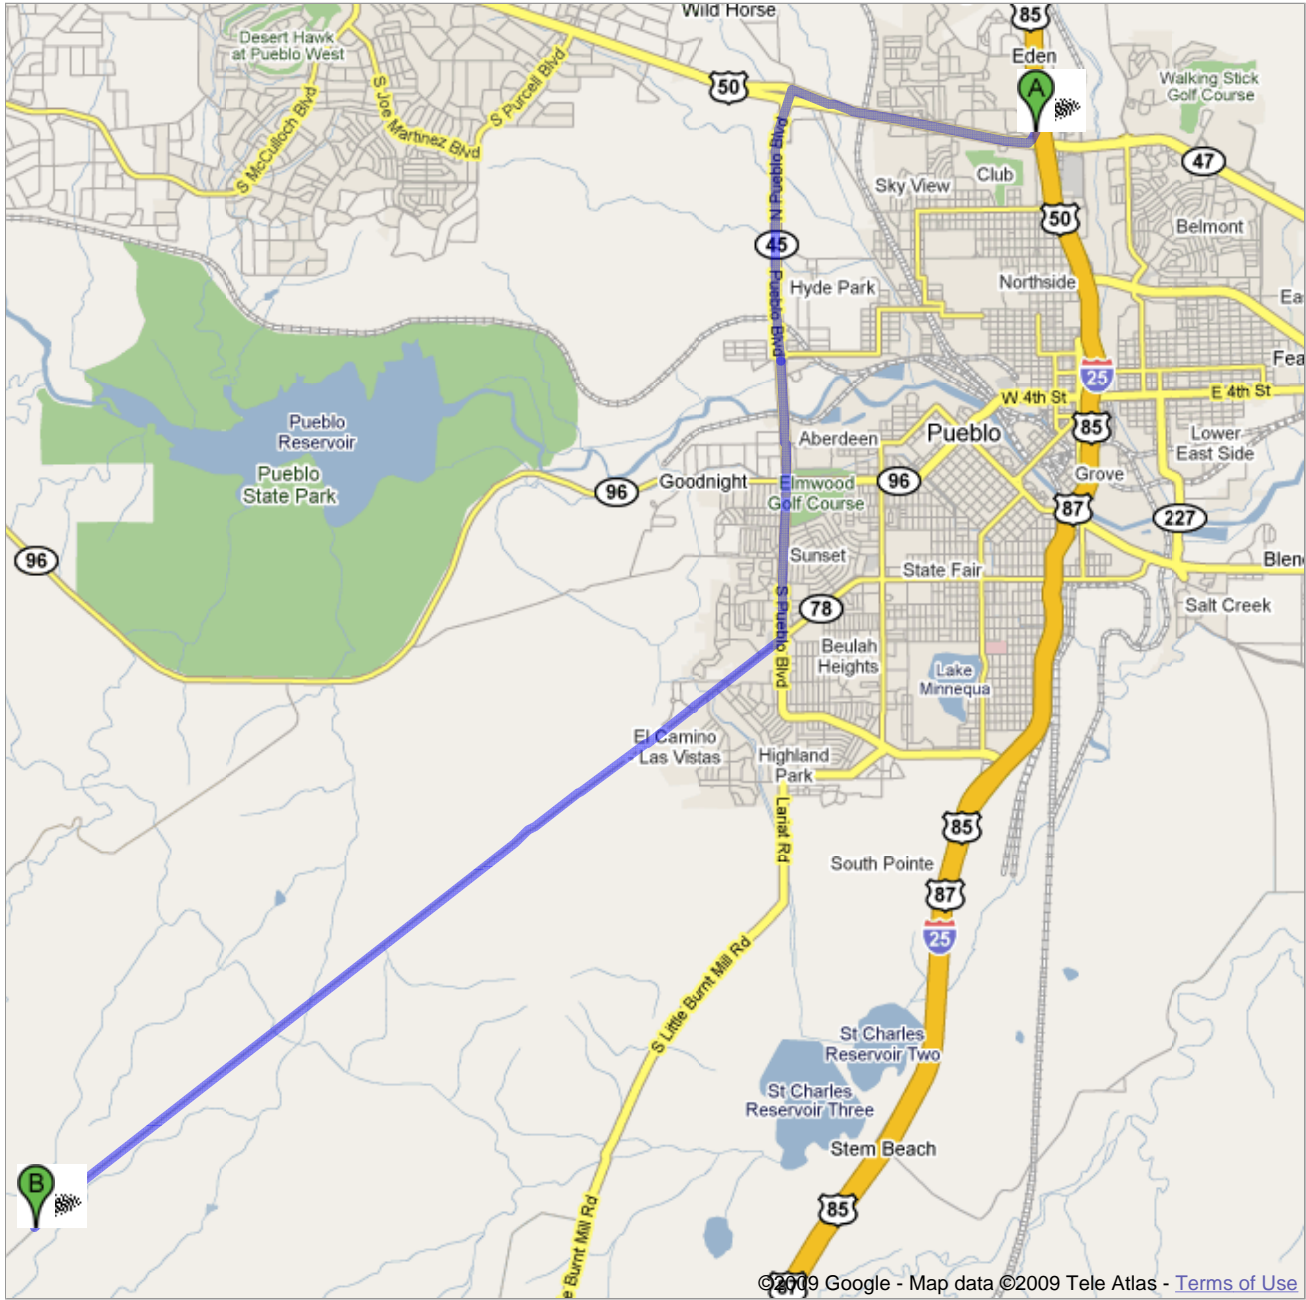 Wild Horse
85
Desert Hawk
at Pueblo West
Eden
S Purcell Blvd
50
A
Walking Stick
Golf Course
S McCulloch Blvd
S Joe Martinez Blvd
N Pueblo Blvd
47
Club
Sky View
50
Belmont
45
Northside
Hyde Park
Pueblo Blvd
Ea
Fea
25
W 4th St
E 4th St
Pueblo
Reservoir
85
Aberdeen
Pueblo
Lower
East Side
Pueblo
State Park
Grove
Goodnight
96
Elmwood
Golf Course
96
87
227
96
Sunset
State Fair
Blen
S Pueblo Blvd
78
Salt Creek
Beulah
Heights
Lake
Minnequa
El Camino
Las Vistas
Highland
Park
Lariat Rd
85
South Pointe
87
25
S Little Burnt Mill Rd
St Charles
Reservoir Two
St Charles
Reservoir Three
Stem Beach
B
85
e Burnt Mill Rd
87
©2009 Google - Map data ©2009 Tele Atlas - Terms of Use